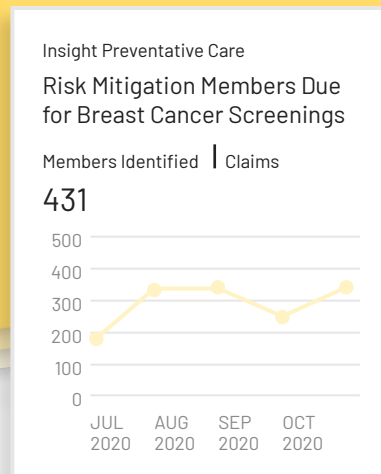 Insight Preventative Care
Risk Mitigation Members Due
for Breast Cancer Screenings
Members Identified | Claims
431
500
400
300
200
100
0
JUL AUG SEP OCT
2020 2020 2020 2020